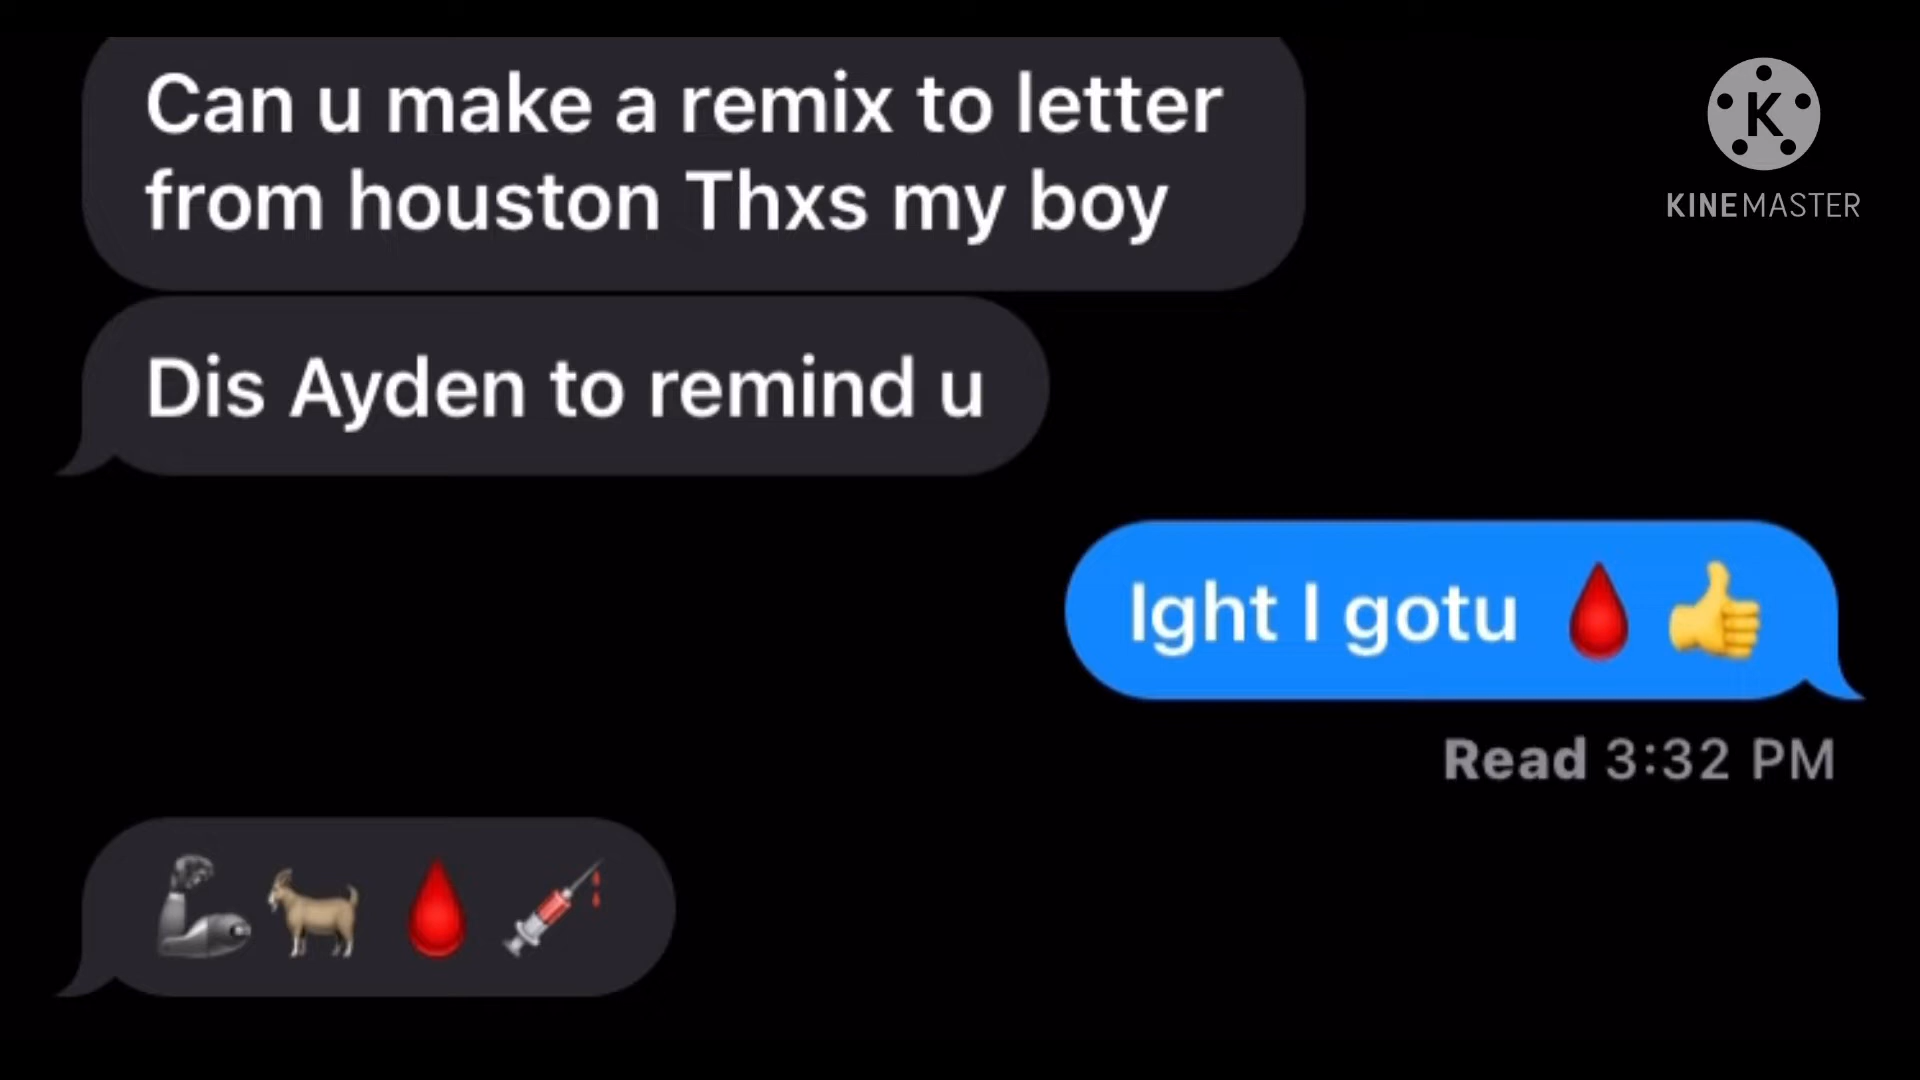 Can u make a remix to letter
from houston Thxs my boy
K
KINEMASTER
Dis Ayden to remind u
Ight I gotu 🩸 👍
Read 3:32 PM
🦾🐐🩸💉